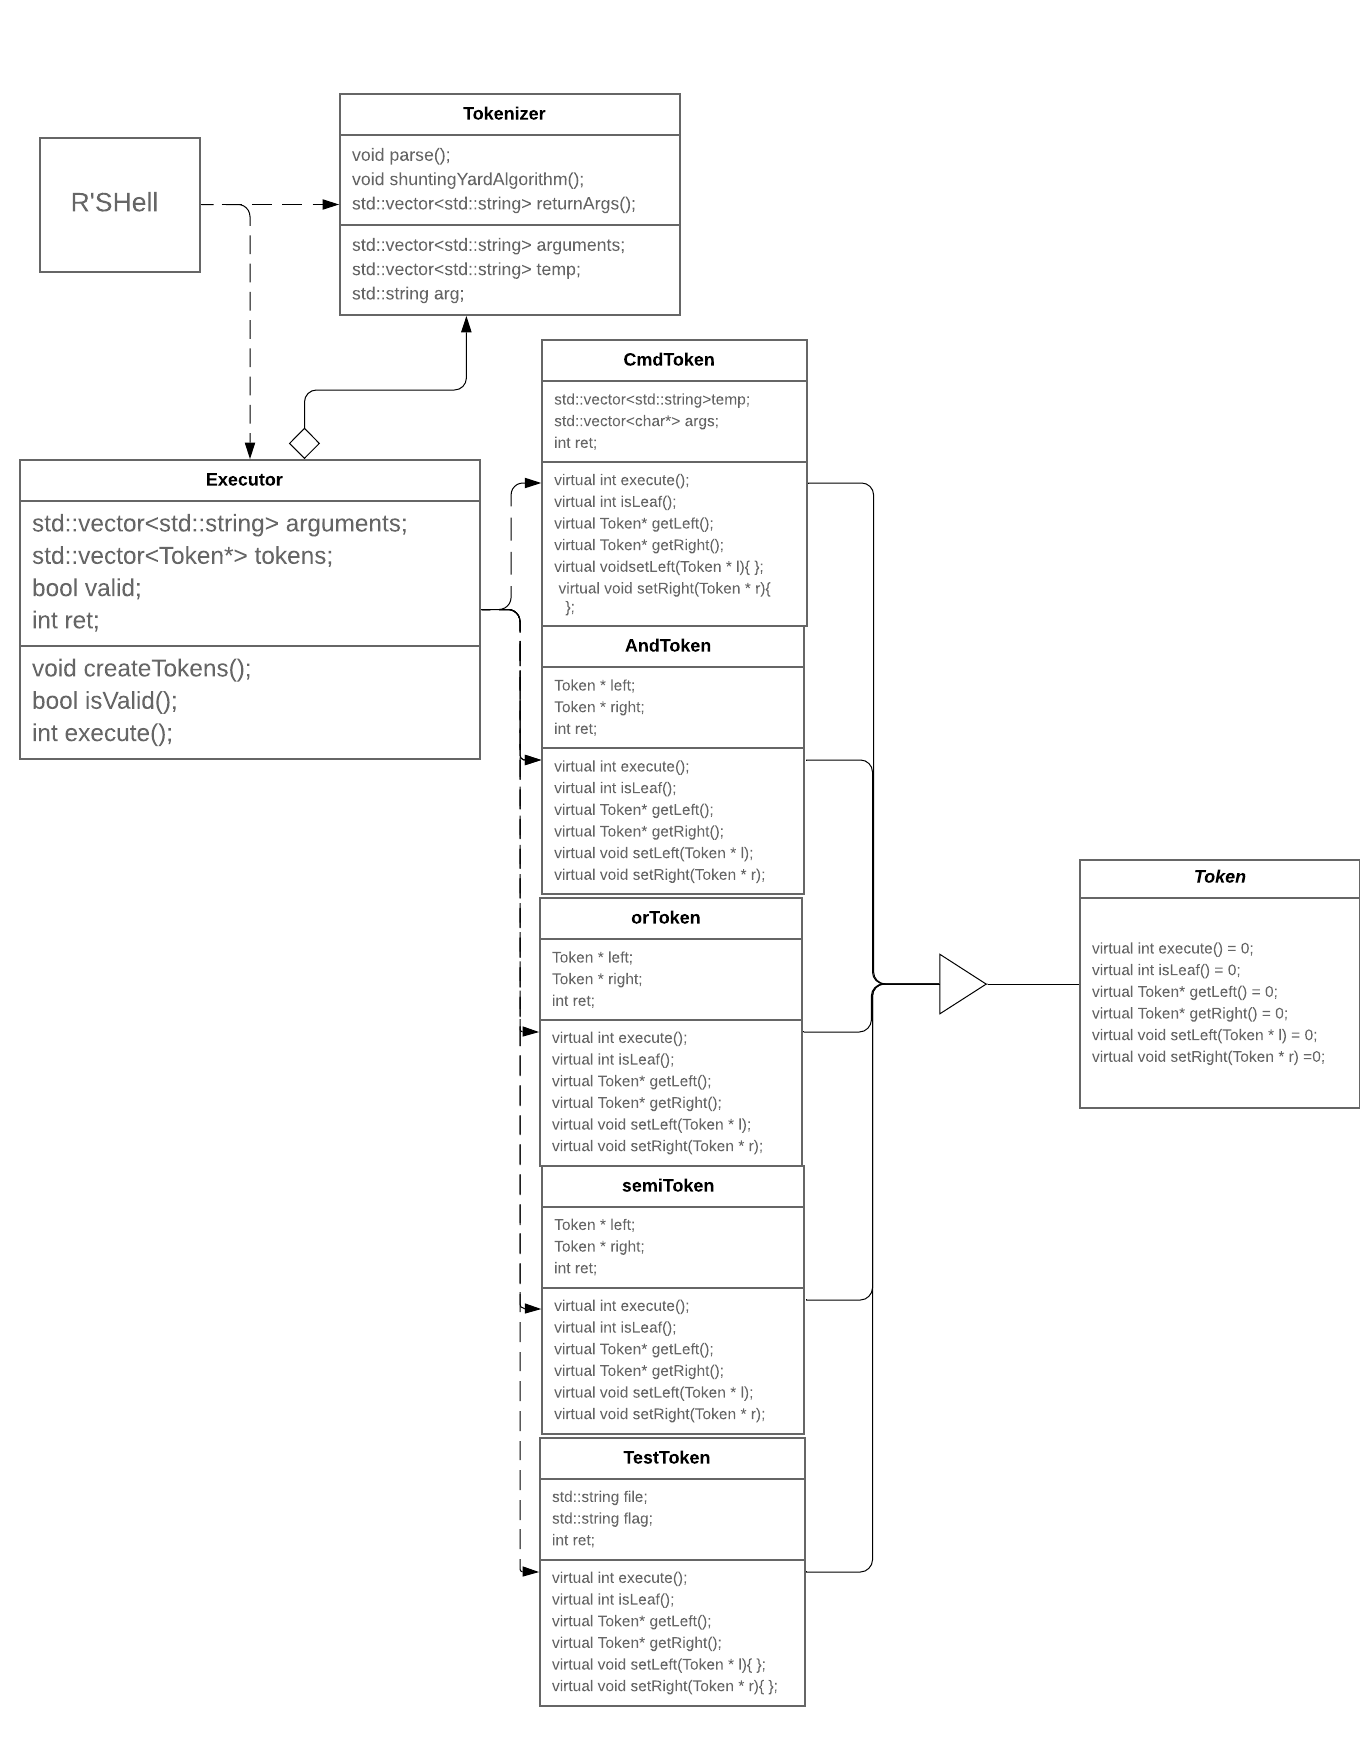 R'SHell
Tokenizer
void parse();
void shuntingYardAlgorithm();
std::vector<std::string> returnArgs();
std::vector<std::string> arguments;
std::vector<std::string> temp;
std::string arg;
Executor
std::vector<std::string> arguments;
std::vector<Token*> tokens;
bool valid;
int ret;
void createTokens();
bool isValid();
int execute();
CmdToken
std::vector<std::string>temp;
std::vector<char*> args;
int ret;
virtual int execute();
virtual int isLeaf();
virtual Token* getLeft();
virtual Token* getRight();
virtual voidsetLeft(Token * l){ };
virtual void setRight(Token * r){
};
AndToken
Token * left;
Token * right;
int ret;
virtual int execute();
virtual int isLeaf();
virtual Token* getLeft();
virtual Token* getRight();
virtual void setLeft(Token * l);
virtual void setRight(Token * r);
orToken
Token * left;
Token * right;
int ret;
virtual int execute();
virtual int isLeaf();
virtual Token* getLeft();
virtual Token* getRight();
virtual void setLeft(Token * l);
virtual void setRight(Token * r);
semiToken
Token * left;
Token * right;
int ret;
virtual int execute();
virtual int isLeaf();
virtual Token* getLeft();
virtual Token* getRight();
virtual void setLeft(Token * l);
virtual void setRight(Token * r);
TestToken
std::string file;
std::string flag;
int ret;
virtual int execute();
virtual int isLeaf();
virtual Token* getLeft();
virtual Token* getRight();
virtual void setLeft(Token * l){ };
virtual void setRight(Token * r){ };
Token
virtual int execute() = 0;
virtual int isLeaf() = 0;
virtual Token* getLeft() = 0;
virtual Token* getRight() = 0;
virtual void setLeft(Token * l) = 0;
virtual void setRight(Token * r) =0;